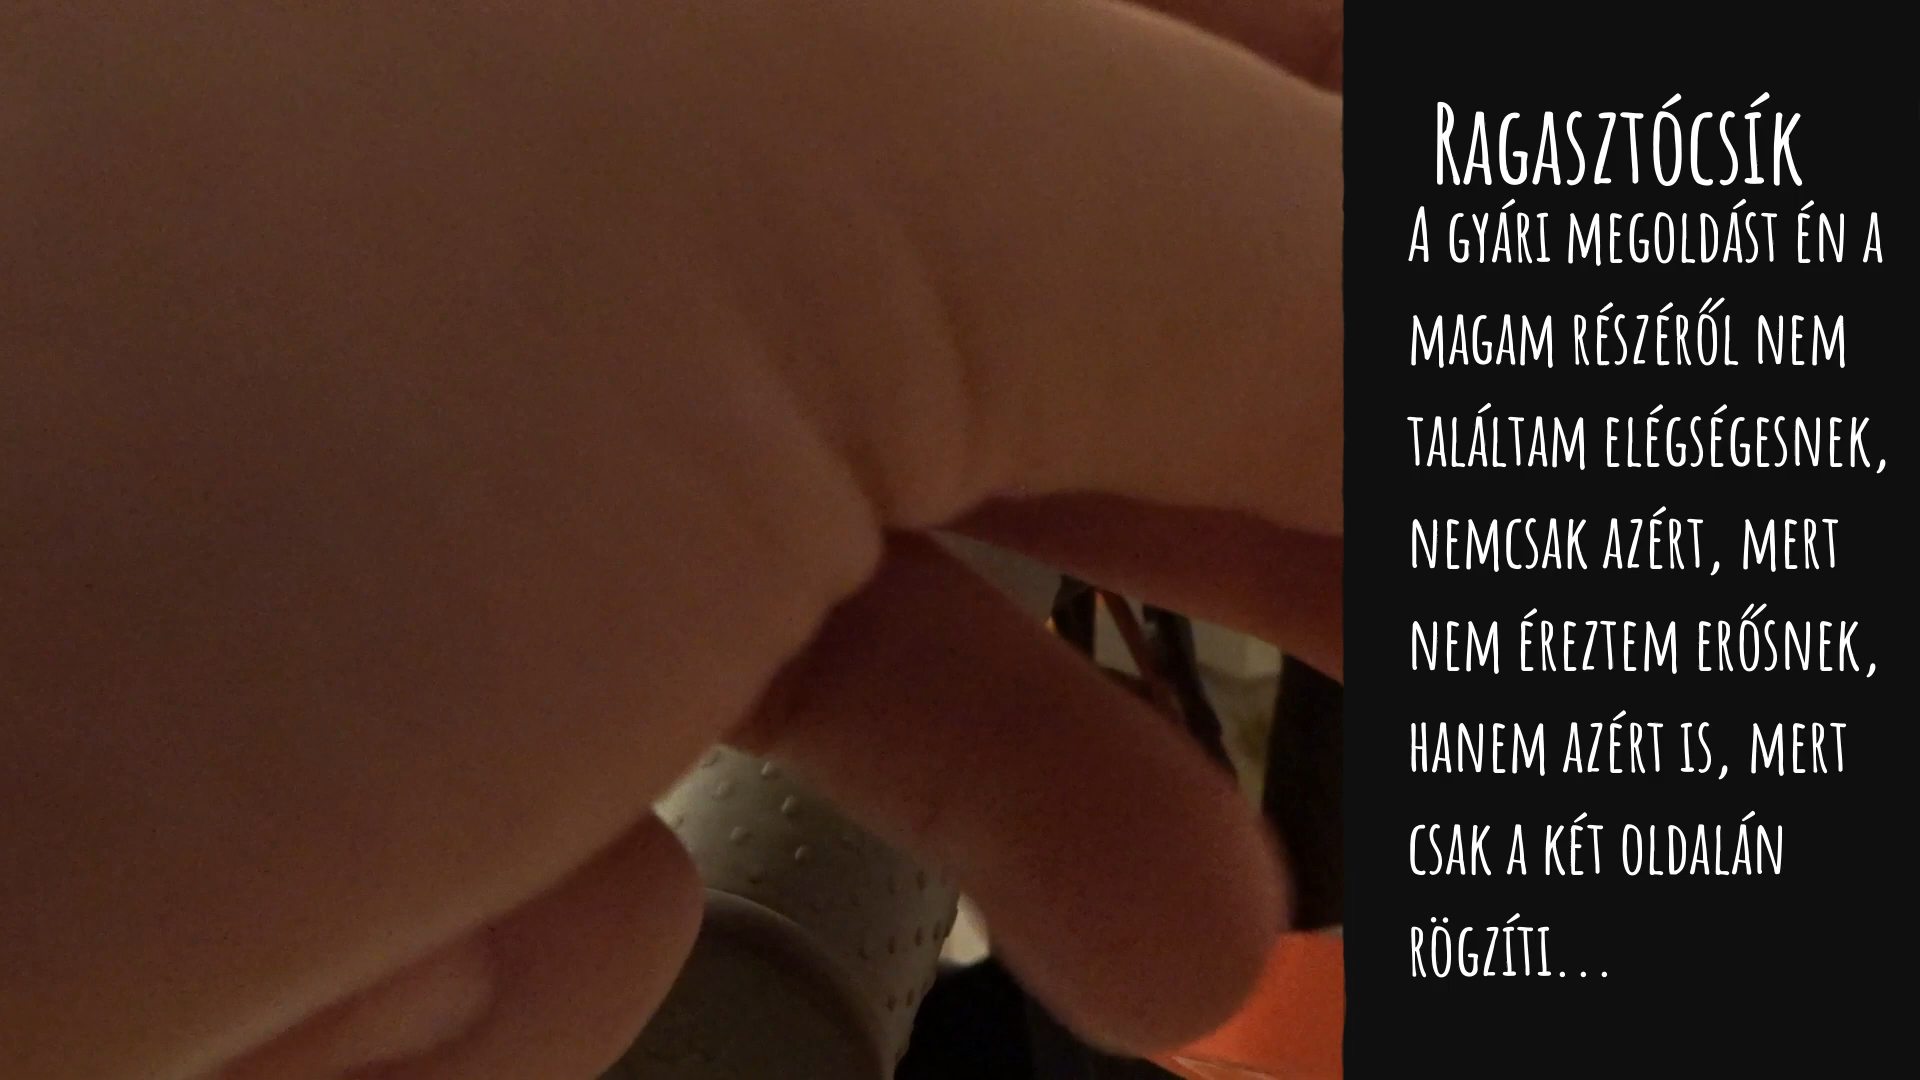 Ragasztócsík
A gyári megoldást én a
magam részéről nem
találtam elégségesnek,
nemcsak azért, mert
nem éreztem erősnek,
hanem azért is, mert
csak a két oldalán
rögzíti...